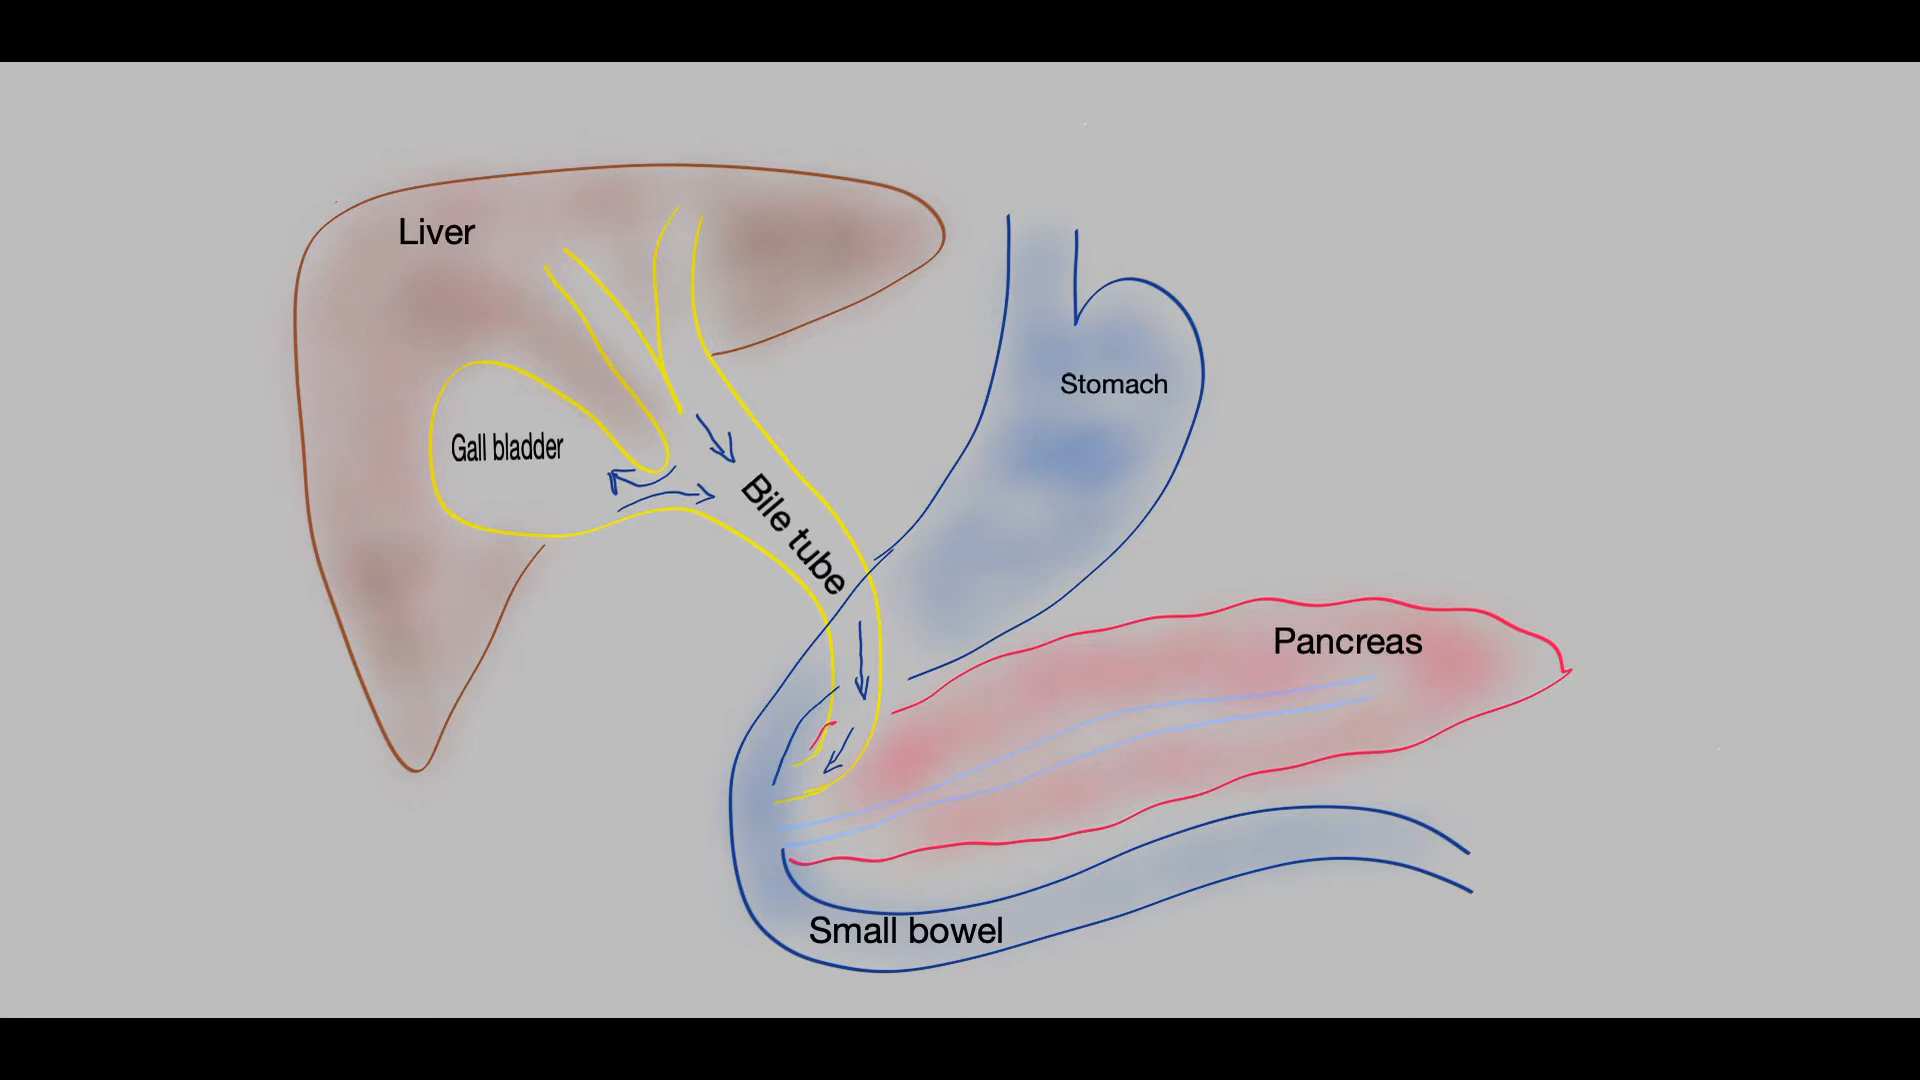 Liver
Stomach
Gall bladder
Bile tube
Pancreas
Small bowel